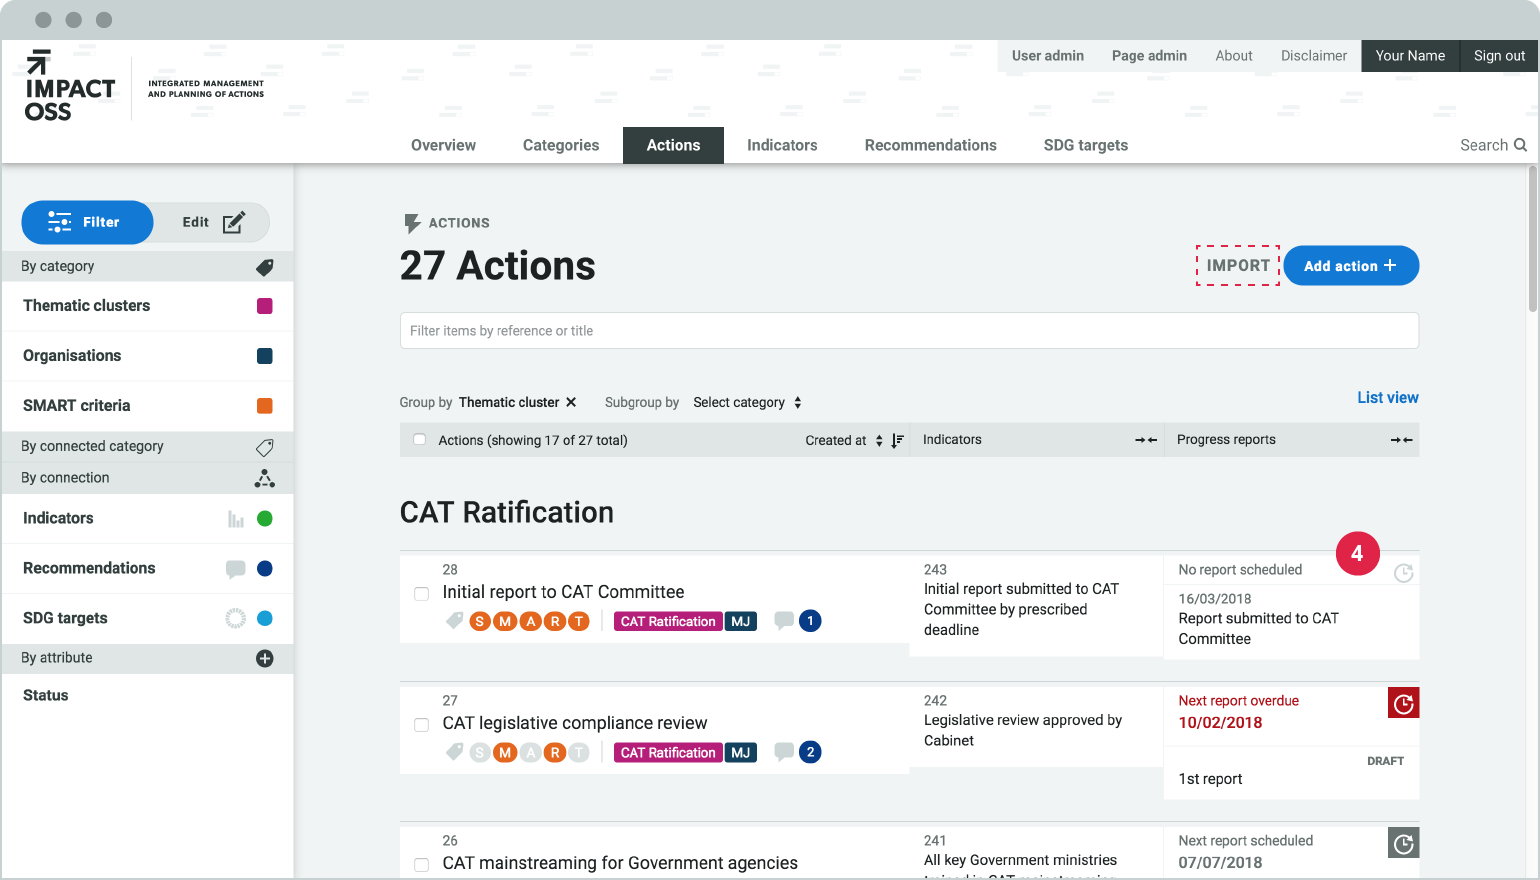 User admin Page admin About Disclaimer Your Name Sign out
IMPACT
OSS
INTEGRATED MANAGEMENT
AND PLANNING OF ACTIONS
Overview Categories Actions Indicators Recommendations SDG targets Search
Filter Edit
By category
Thematic clusters
Organisations
SMART criteria
By connected category
By connection
Indicators
Recommendations
SDG targets
By attribute
Status
ACTIONS
27 Actions
IMPORT Add action +
Filter items by reference or title
Group by Thematic cluster Subgroup by Select category List view
Actions (showing 17 of 27 total) Created at Indicators Progress reports
CAT Ratification
4
28
Initial report to CAT Committee
S M A R T CAT Ratification MJ 1
243
Initial report submitted to CAT
Committee by prescribed
deadline
No report scheduled
16/03/2018
Report submitted to CAT
Committee
27
CAT legislative compliance review
S M A R T CAT Ratification MJ 2
242
Legislative review approved by
Cabinet
Next report overdue
10/02/2018
DRAFT
1st report
26
CAT mainstreaming for Government agencies
241
All key Government ministries
Next report scheduled
07/07/2018